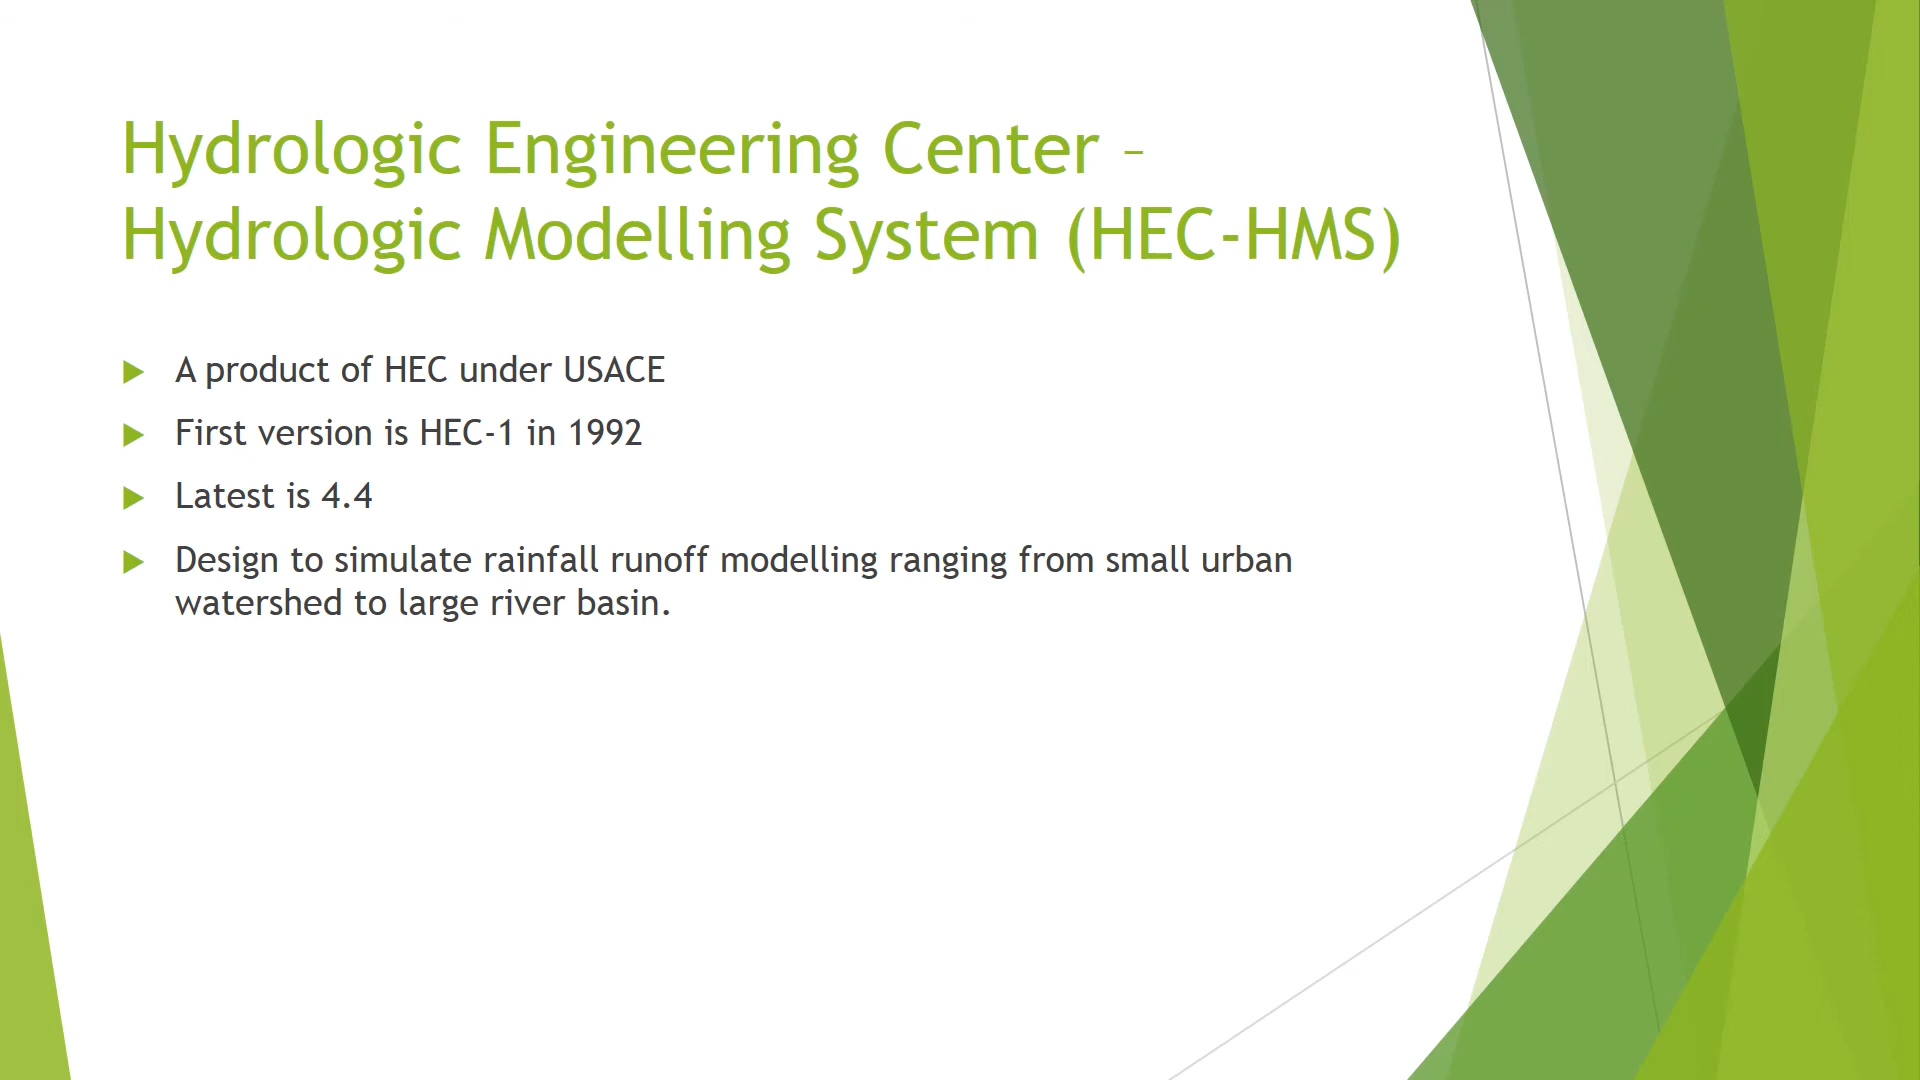 Hydrologic Engineering Center –
Hydrologic Modelling System (HEC-HMS)
A product of HEC under USACE
First version is HEC-1 in 1992
Latest is 4.4
Design to simulate rainfall runoff modelling ranging from small urban
watershed to large river basin.